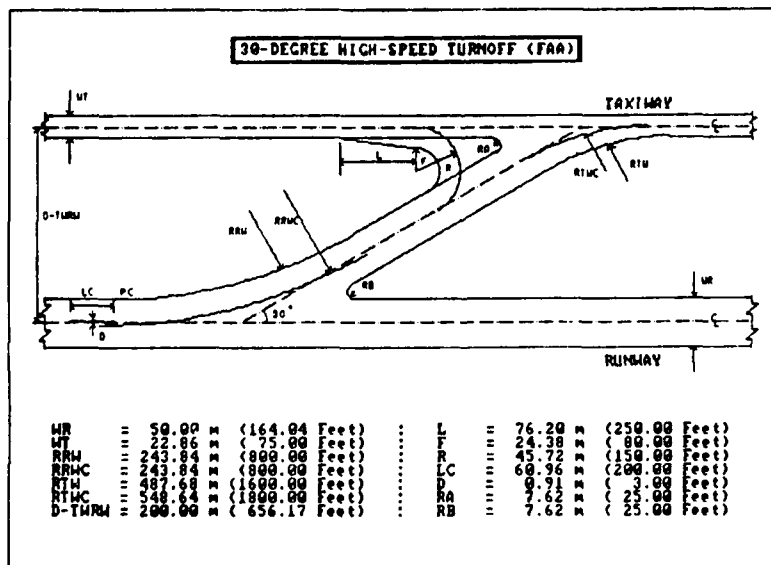 30-DEGREE HIGH-SPEED TURNOFF (FAA)
WT
TAXIWAY
C L
L
F
R
RA
RTWC
RTW
D-TWRW
RRW
RRWC
LC
PC
RB
WR
30°
D
C L
RUNWAY
WR = 50.00 m (164.04 Feet) : L = 76.20 m (250.00 Feet)
WT = 22.86 m ( 75.00 Feet) : F = 24.38 m ( 80.00 Feet)
RRW = 243.84 m (800.00 Feet) : R = 45.72 m (150.00 Feet)
RRWC = 243.84 m (800.00 Feet) : LC = 60.96 m (200.00 Feet)
RTW = 487.68 m (1600.00 Feet) : D = 0.91 m ( 3.00 Feet)
RTWC = 548.64 m (1800.00 Feet) : RA = 7.62 m ( 25.00 Feet)
D-TWRW = 200.00 m ( 656.17 Feet) : RB = 7.62 m ( 25.00 Feet)